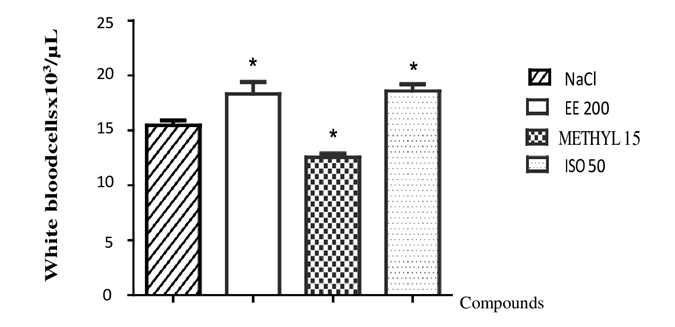 White bloodcellsx10³/µL
25
20
15
10
5
0
*
*
*
Compounds
NaCl
EE 200
METHYL 15
ISO 50